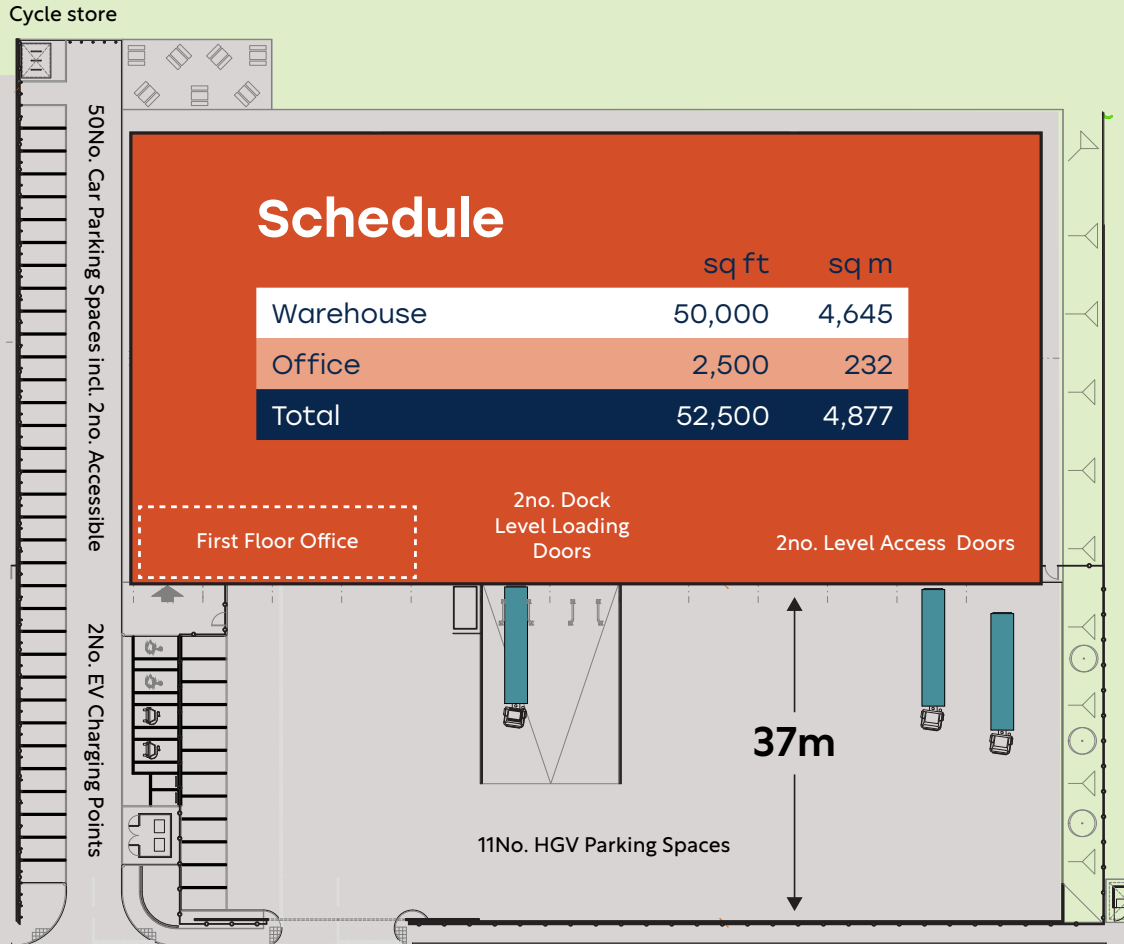 Cycle store
50No. Car Parking Spaces incl. 2no. Accessible
Schedule
sq ft sq m
Warehouse 50,000 4,645
Office 2,500 232
Total 52,500 4,877
First Floor Office
2no. Dock
Level Loading
Doors
2no. Level Access Doors
2No. EV Charging Points
37m
11No. HGV Parking Spaces